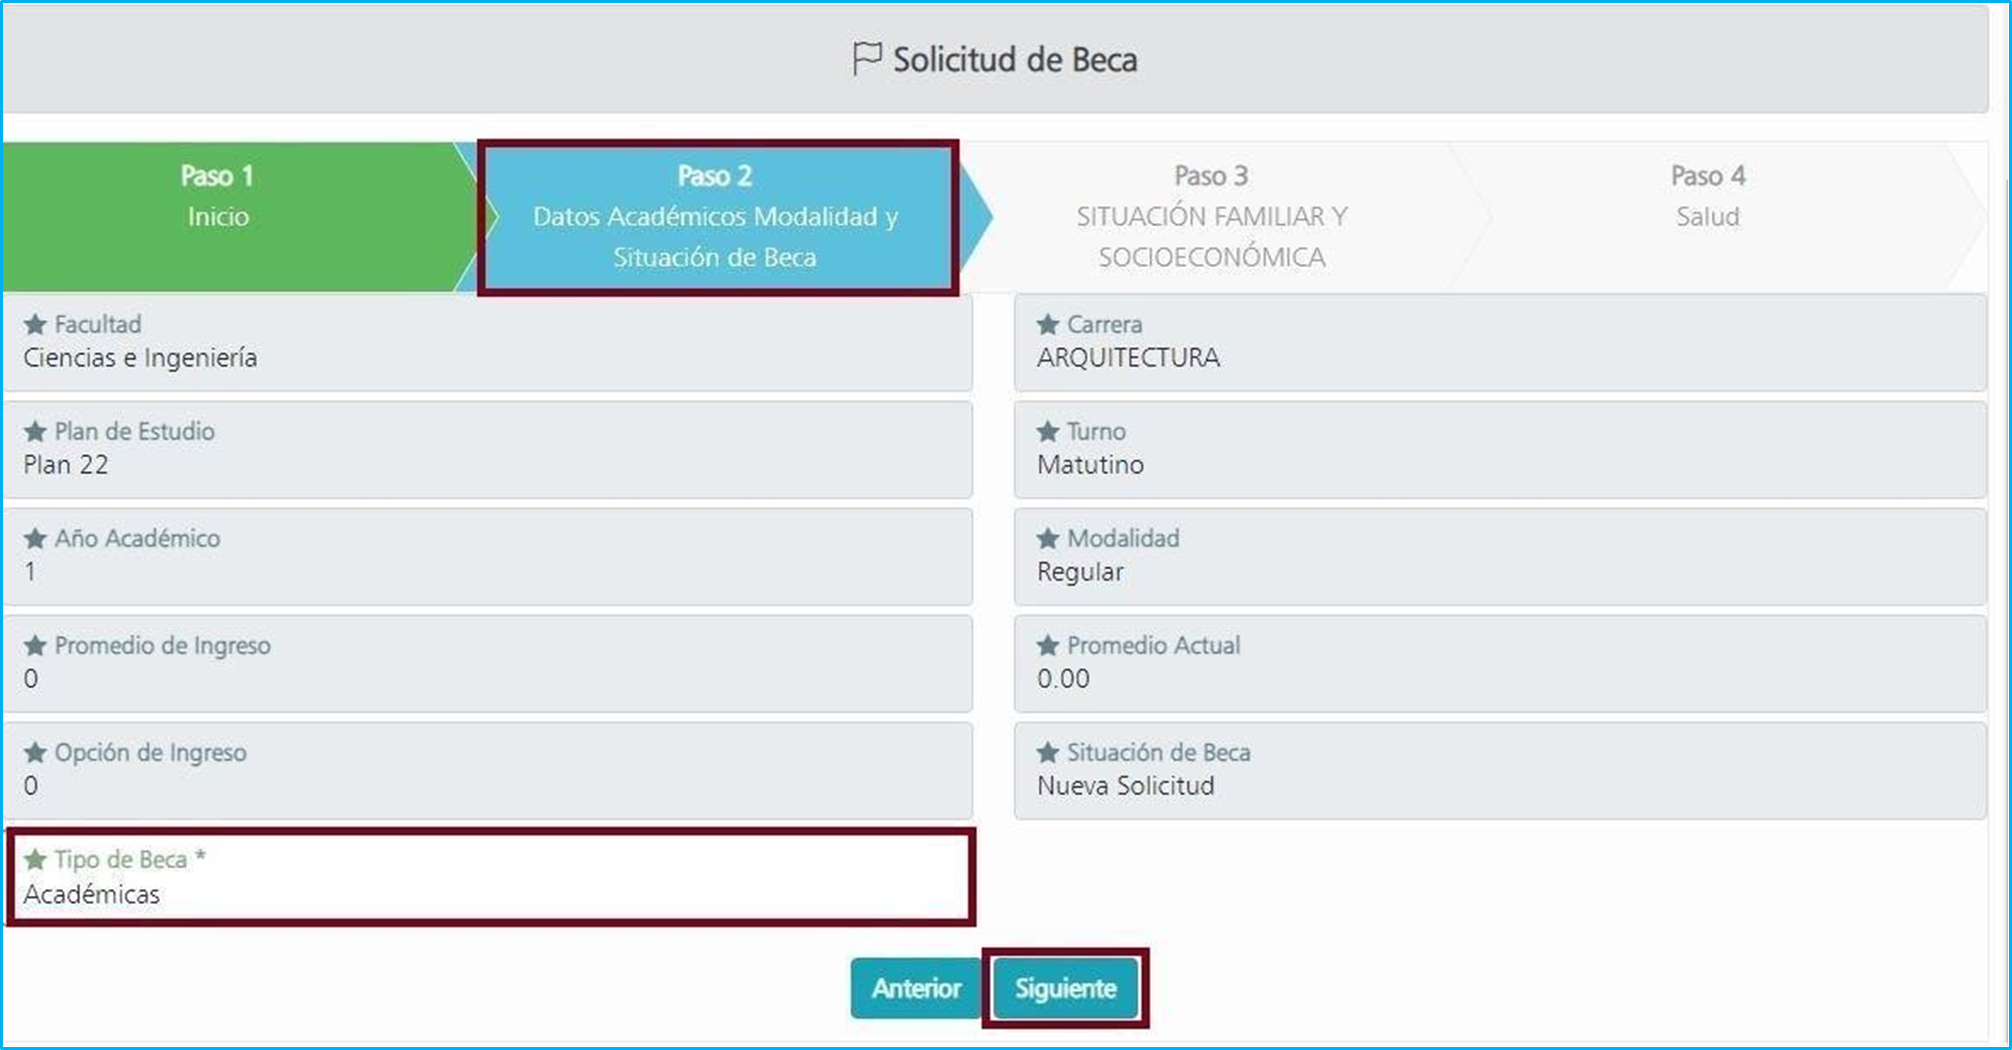 Solicitud de Beca
Paso 1
Inicio
Paso 2
Datos Académicos Modalidad y
Situación de Beca
Paso 3
SITUACIÓN FAMILIAR Y
SOCIOECONÓMICA
Paso 4
Salud
Facultad
Ciencias e Ingeniería
Carrera
ARQUITECTURA
Plan de Estudio
Plan 22
Turno
Matutino
Año Académico
1
Modalidad
Regular
Promedio de Ingreso
0
Promedio Actual
0.00
Opción de Ingreso
0
Situación de Beca
Nueva Solicitud
Tipo de Beca *
Académicas
Anterior
Siguiente